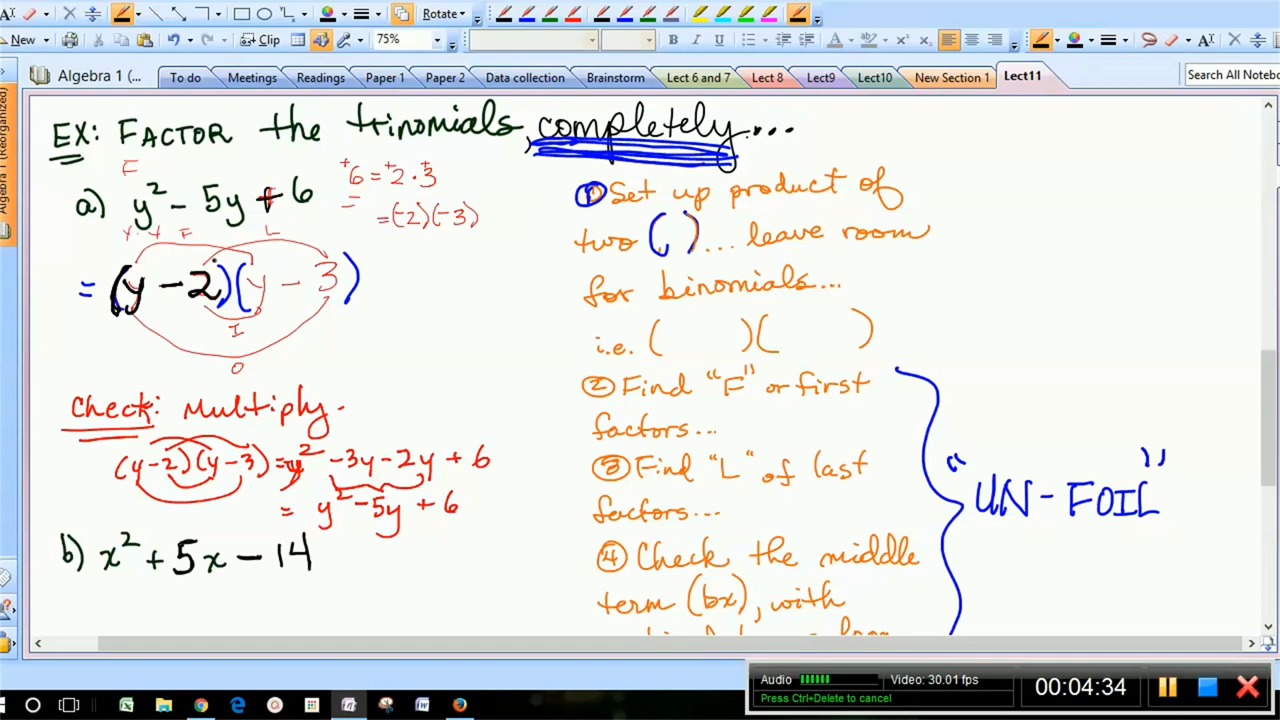 Rotate
New
Clip
75%
B I U
Algebra 1 (...
To do
Meetings
Readings
Paper 1
Paper 2
Data collection
Brainstorm
Lect 6 and 7
Lect 8
Lect9
Lect10
New Section 1
Lect11
Search All Notebo
Algebra 1 (Reorganized)
EX: FACTOR the trinomials, completely...
F
a) y² - 5y + 6
+6 = +2 · +3
= (-2)(-3)
L
= (y - 2)(y - 3)
I
O
Check: Multiply.
(y-2)(y-3) = y² - 3y - 2y + 6
= y² - 5y + 6
b) x² + 5x - 14
① Set up product of
two ( ) ... leave room
for binomials...
i.e. ( )( )
② Find "F" or first
factors...
③ Find "L" of last
factors...
④ Check the middle
term (bx), with
"UN-FOIL"
Audio
Video: 30.01 fps
Press Ctrl+Delete to cancel
00:04:34